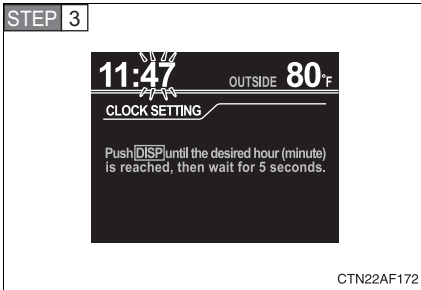 STEP 3
11:47 OUTSIDE 80°F
CLOCK SETTING
Push DISP until the desired hour (minute)
is reached, then wait for 5 seconds.
CTN22AF172